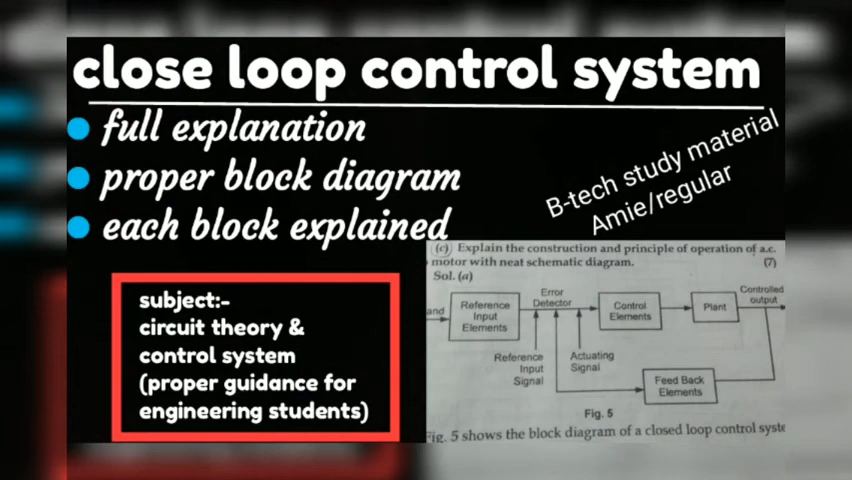 close loop control system
full explanation
proper block diagram
each block explained
B-tech study material
Amie/regular
subject:-
circuit theory &
control system
(proper guidance for
engineering students)
(c) Explain the construction and principle of operation of a.c.
motor with neat schematic diagram. (7)
Sol. (a)
and
Reference
Input
Elements
Error
Detector
Control
Elements
Plant
Controlled
output
Reference
Input
Signal
Actuating
Signal
Feed Back
Elements
Fig. 5
Fig. 5 shows the block diagram of a closed loop control syste